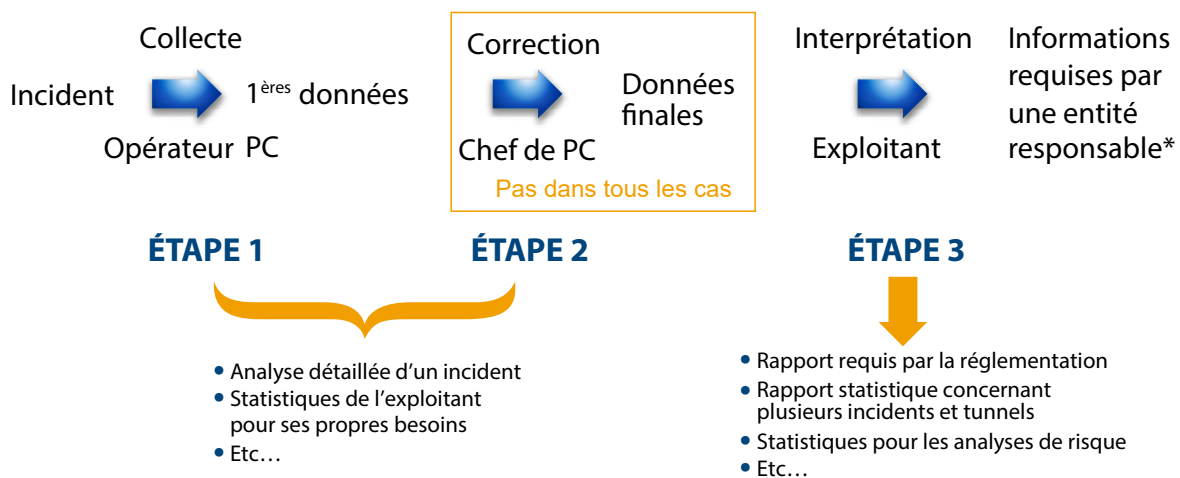 Collecte
Incident
1ères données
Opérateur PC
Correction
Données
finales
Chef de PC
Pas dans tous les cas
Interprétation
Exploitant
Informations
requises par
une entité
responsable*
ÉTAPE 1
ÉTAPE 2
ÉTAPE 3
• Analyse détaillée d’un incident
• Statistiques de l’exploitant
pour ses propres besoins
• Etc…
• Rapport requis par la réglementation
• Rapport statistique concernant
plusieurs incidents et tunnels
• Statistiques pour les analyses de risque
• Etc…